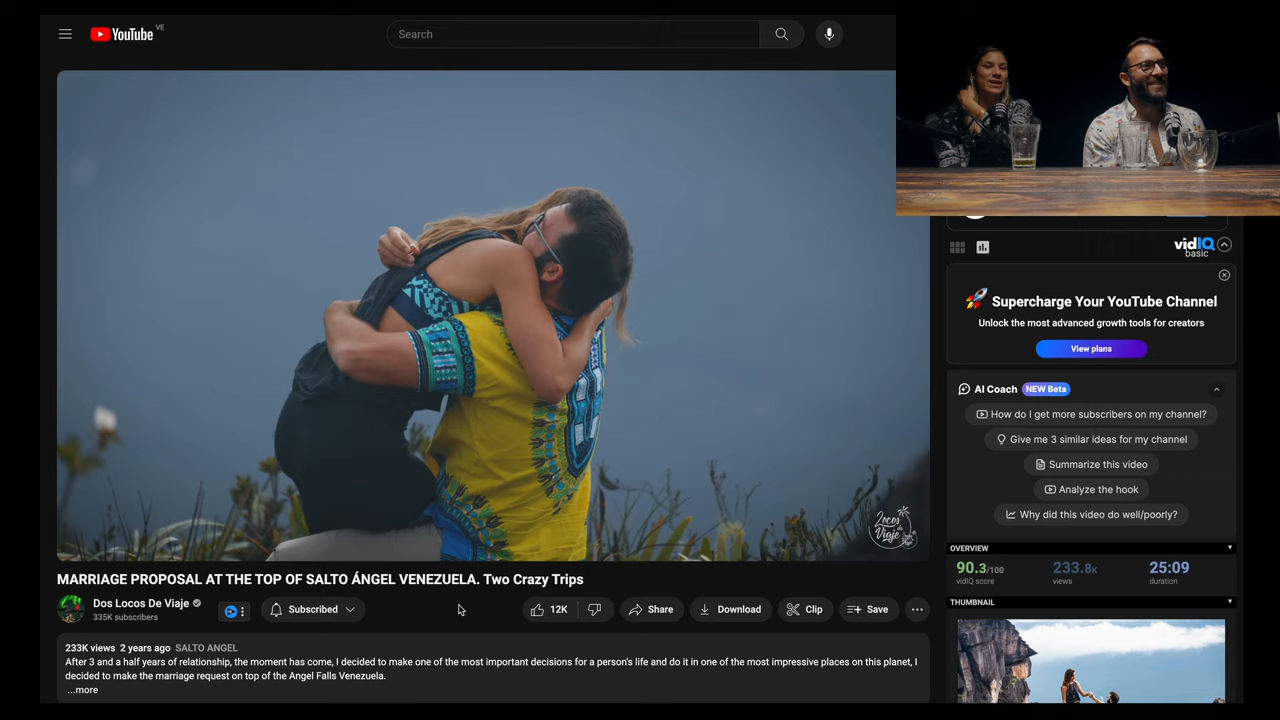 YouTube VE
Search
Locos
de
Viaje
vidIQ
basic
Supercharge Your YouTube Channel
Unlock the most advanced growth tools for creators
View plans
AI Coach NEW Beta
How do I get more subscribers on my channel?
Give me 3 similar ideas for my channel
Summarize this video
Analyze the hook
Why did this video do well/poorly?
OVERVIEW
90.3/100 233.8K 25:09
vidIQ score views duration
THUMBNAIL
MARRIAGE PROPOSAL AT THE TOP OF SALTO ÁNGEL VENEZUELA. Two Crazy Trips
Dos Locos De Viaje
335K subscribers
Subscribed
12K
Share
Download
Clip
Save
233K views 2 years ago SALTO ANGEL
After 3 and a half years of relationship, the moment has come, I decided to make one of the most important decisions for a person's life and do it in one of the most impressive places on this planet, I
decided to make the marriage request on top of the Angel Falls Venezuela.
...more